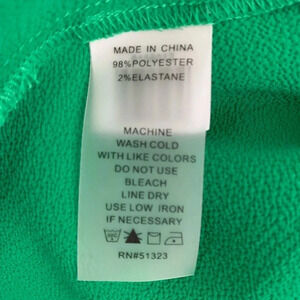 MADE IN CHINA
98%POLYESTER
2%ELASTANE
MACHINE
WASH COLD
WITH LIKE COLORS
DO NOT USE
BLEACH
LINE DRY
USE LOW IRON
IF NECESSARY
RN#51323